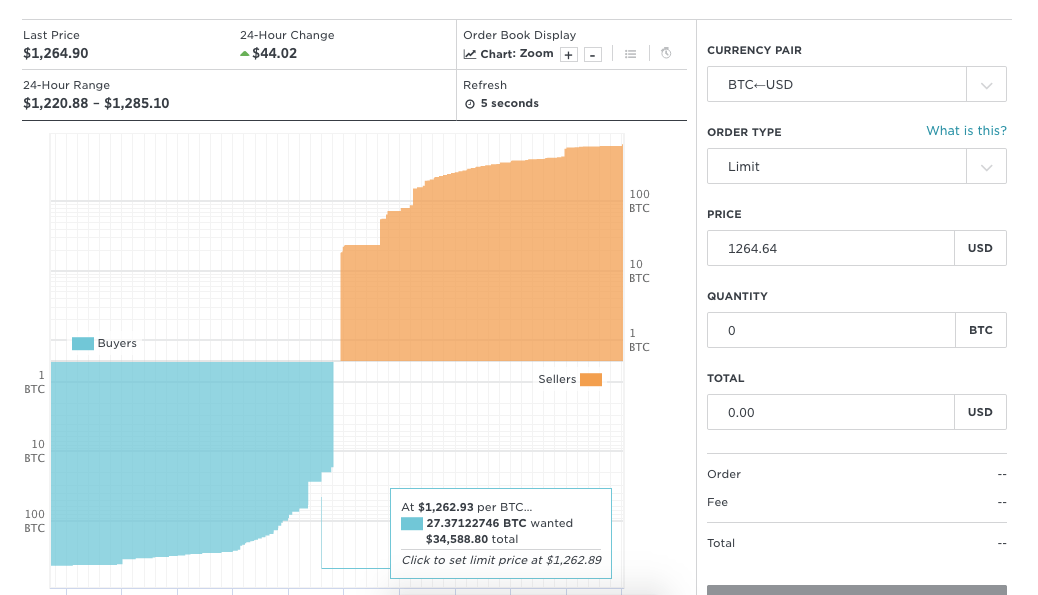 Last Price
$1,264.90
24-Hour Change
$44.02
Order Book Display
Chart: Zoom + -
24-Hour Range
$1,220.88 – $1,285.10
Refresh
5 seconds
100
BTC
10
BTC
1
BTC
Buyers
Sellers
1
BTC
10
BTC
100
BTC
At $1,262.93 per BTC...
27.37122746 BTC wanted
$34,588.80 total
Click to set limit price at $1,262.89
CURRENCY PAIR
BTC←USD
ORDER TYPE What is this?
Limit
PRICE
1264.64 USD
QUANTITY
0 BTC
TOTAL
0.00 USD
Order --
Fee --
Total --